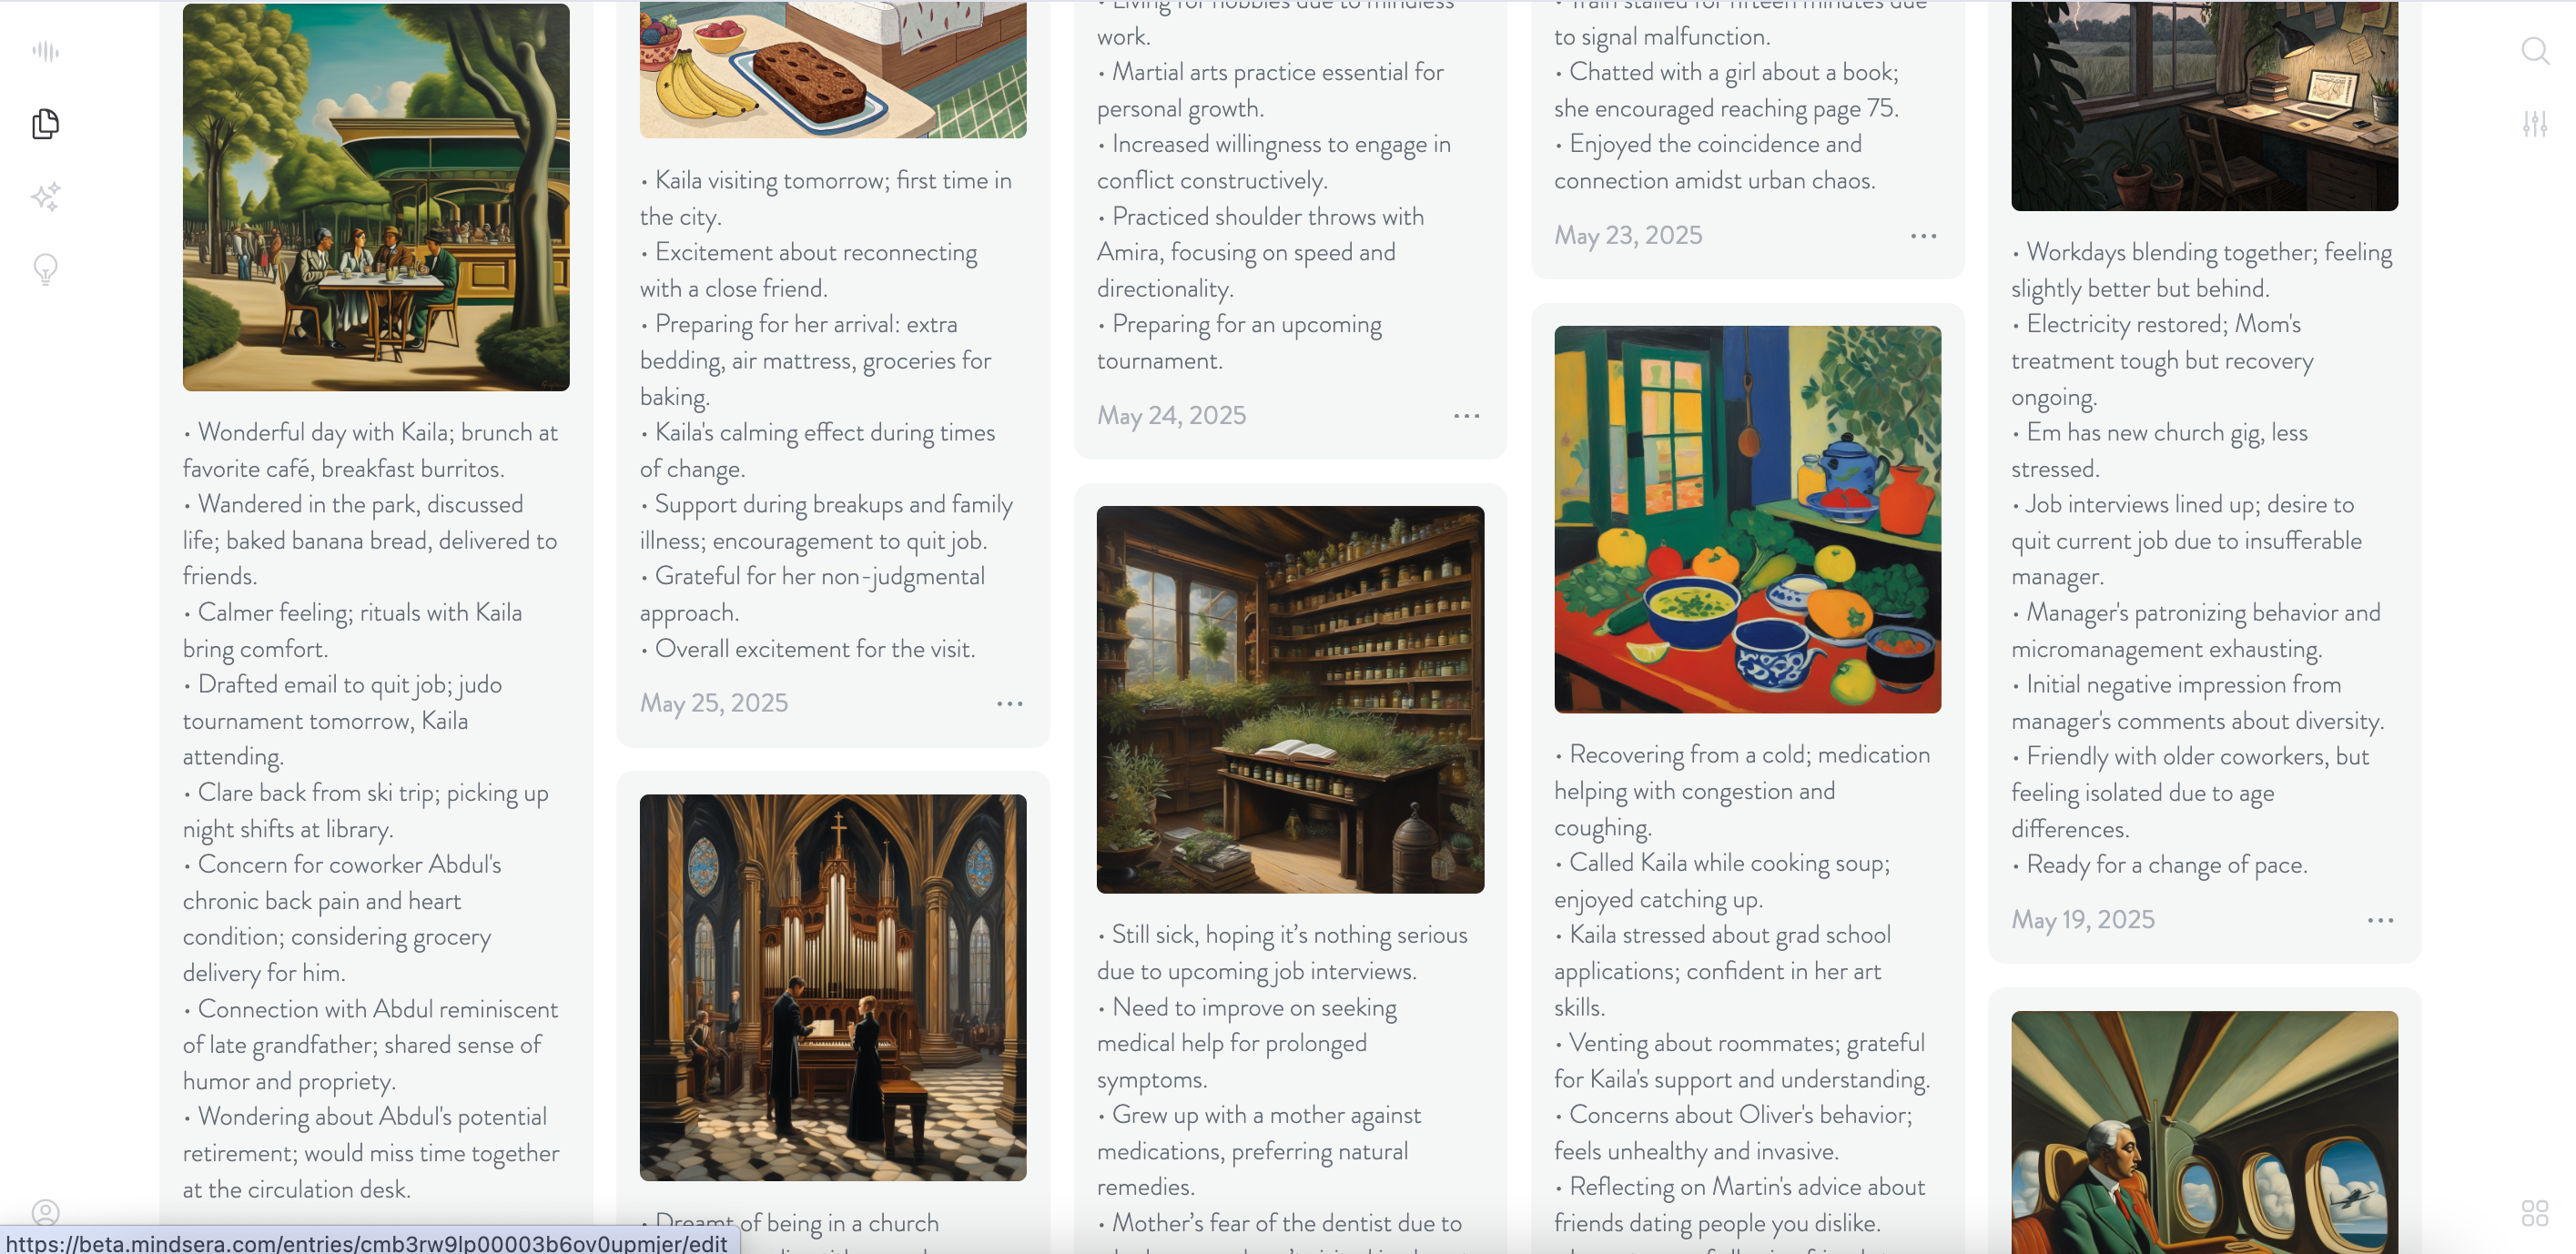 • Wonderful day with Kaila; brunch at
favorite café, breakfast burritos.
• Wandered in the park, discussed
life; baked banana bread, delivered to
friends.
• Calmer feeling; rituals with Kaila
bring comfort.
• Drafted email to quit job; judo
tournament tomorrow, Kaila
attending.
• Clare back from ski trip; picking up
night shifts at library.
• Concern for coworker Abdul's
chronic back pain and heart
condition; considering grocery
delivery for him.
• Connection with Abdul reminiscent
of late grandfather; shared sense of
humor and propriety.
• Wondering about Abdul's potential
retirement; would miss time together
at the circulation desk.
• Kaila visiting tomorrow; first time in
the city.
• Excitement about reconnecting
with a close friend.
• Preparing for her arrival: extra
bedding, air mattress, groceries for
baking.
• Kaila's calming effect during times
of change.
• Support during breakups and family
illness; encouragement to quit job.
• Grateful for her non-judgmental
approach.
• Overall excitement for the visit.
May 25, 2025
• Dreamt of being in a church
• Living for hobbies due to mindless
work.
• Martial arts practice essential for
personal growth.
• Increased willingness to engage in
conflict constructively.
• Practiced shoulder throws with
Amira, focusing on speed and
directionality.
• Preparing for an upcoming
tournament.
May 24, 2025
• Still sick, hoping it’s nothing serious
due to upcoming job interviews.
• Need to improve on seeking
medical help for prolonged
symptoms.
• Grew up with a mother against
medications, preferring natural
remedies.
• Mother’s fear of the dentist due to
• Train stalled for fifteen minutes due
to signal malfunction.
• Chatted with a girl about a book;
she encouraged reaching page 75.
• Enjoyed the coincidence and
connection amidst urban chaos.
May 23, 2025
• Recovering from a cold; medication
helping with congestion and
coughing.
• Called Kaila while cooking soup;
enjoyed catching up.
• Kaila stressed about grad school
applications; confident in her art
skills.
• Venting about roommates; grateful
for Kaila's support and understanding.
• Concerns about Oliver's behavior;
feels unhealthy and invasive.
• Reflecting on Martin's advice about
friends dating people you dislike.
• Workdays blending together; feeling
slightly better but behind.
• Electricity restored; Mom's
treatment tough but recovery
ongoing.
• Em has new church gig, less
stressed.
• Job interviews lined up; desire to
quit current job due to insufferable
manager.
• Manager's patronizing behavior and
micromanagement exhausting.
• Initial negative impression from
manager's comments about diversity.
• Friendly with older coworkers, but
feeling isolated due to age
differences.
• Ready for a change of pace.
May 19, 2025
https://beta.mindsera.com/entries/cmb3rw9lp00003b6ov0upmjer/edit